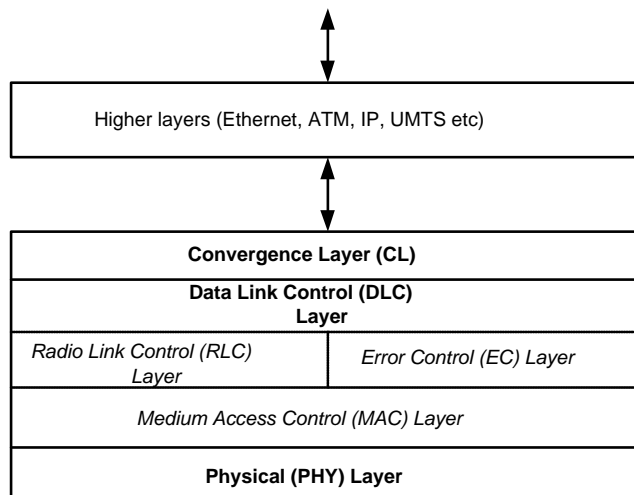 Higher layers (Ethernet, ATM, IP, UMTS etc)
Convergence Layer (CL)
Data Link Control (DLC)
Layer
Radio Link Control (RLC)
Layer
Error Control (EC) Layer
Medium Access Control (MAC) Layer
Physical (PHY) Layer